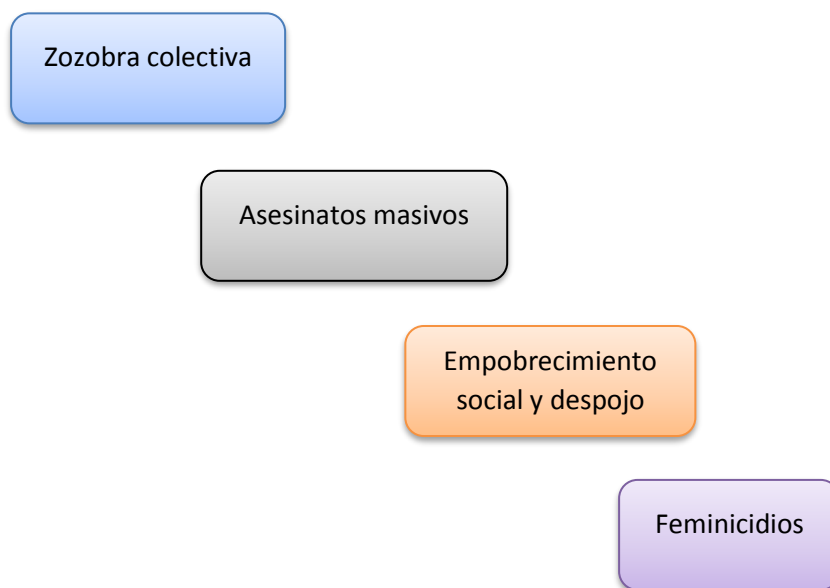 Zozobra colectiva
Asesinatos masivos
Empobrecimiento
social y despojo
Feminicidios